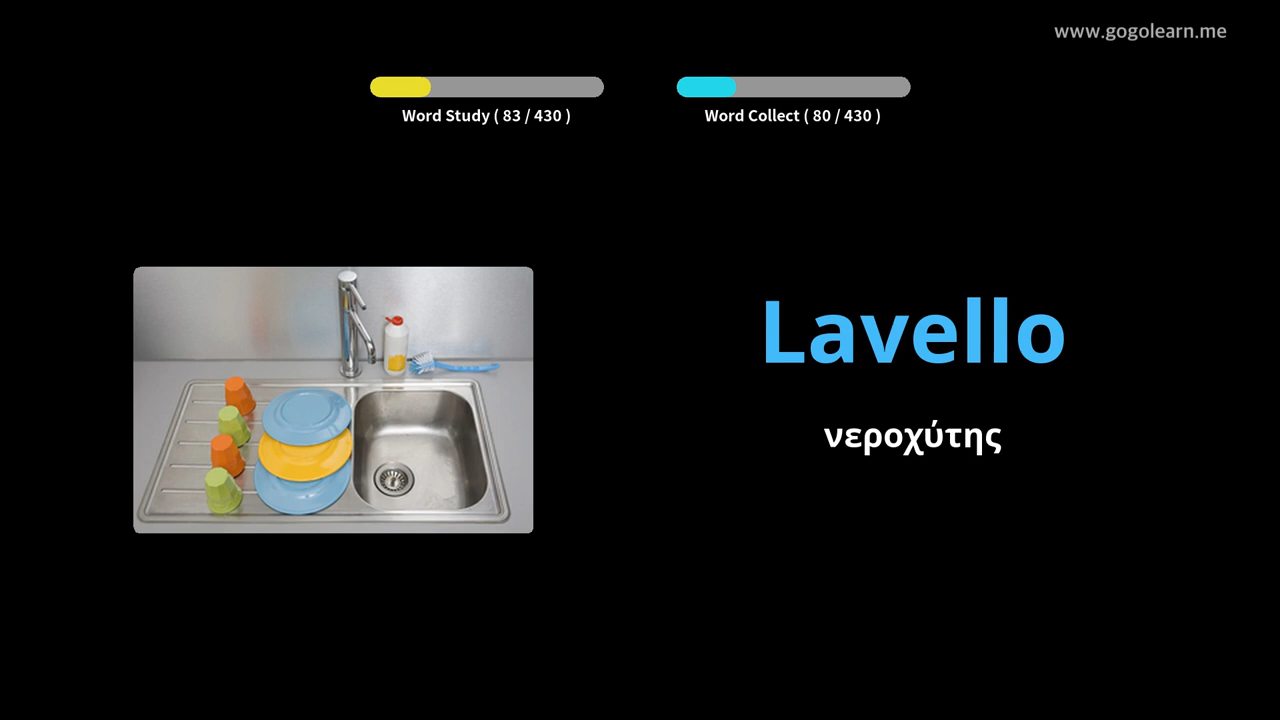 www.gogolearn.me
Word Study ( 83 / 430 )
Word Collect ( 80 / 430 )
Lavello
νεροχύτης